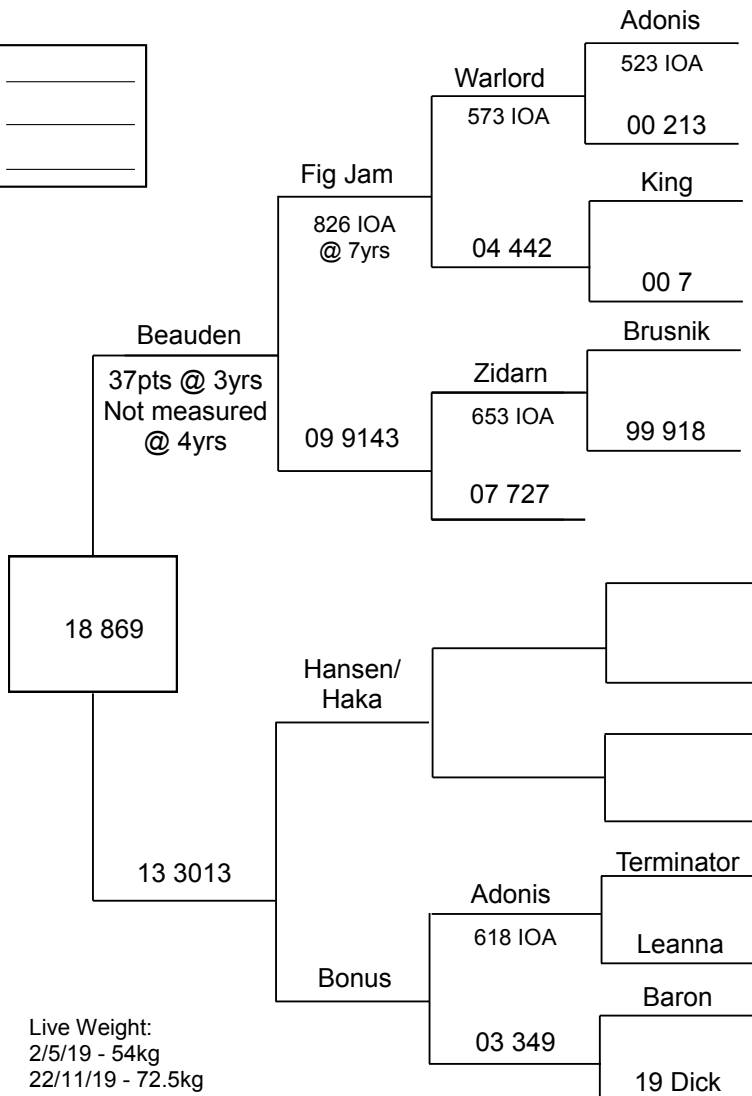 Adonis
523 IOA
Warlord
573 IOA
00 213
Fig Jam
826 IOA
@ 7yrs
King
04 442
00 7
Beauden
37pts @ 3yrs
Not measured
@ 4yrs
Brusnik
Zidarn
653 IOA
09 9143
99 918
07 727
18 869
Hansen/
Haka
13 3013
Terminator
Adonis
618 IOA
Leanna
Bonus
Baron
03 349
19 Dick
Live Weight:
2/5/19 - 54kg
22/11/19 - 72.5kg